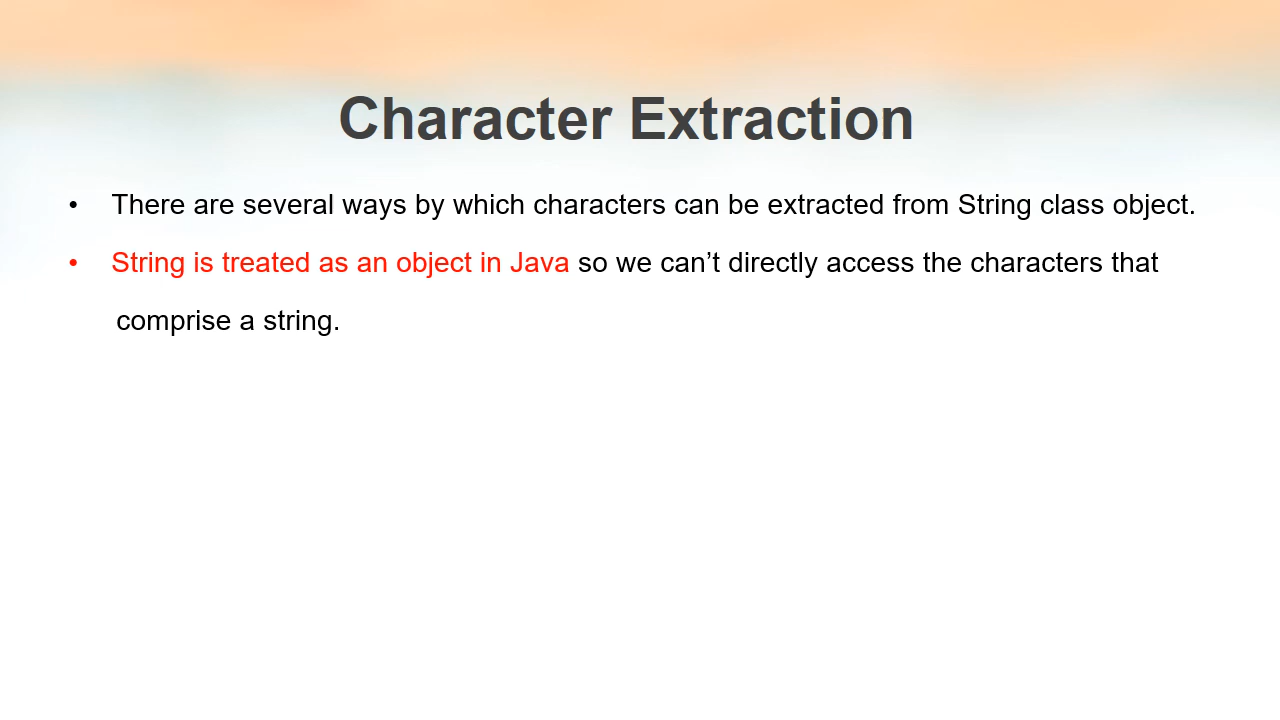 Character Extraction
• There are several ways by which characters can be extracted from String class object.
• String is treated as an object in Java so we can’t directly access the characters that
comprise a string.